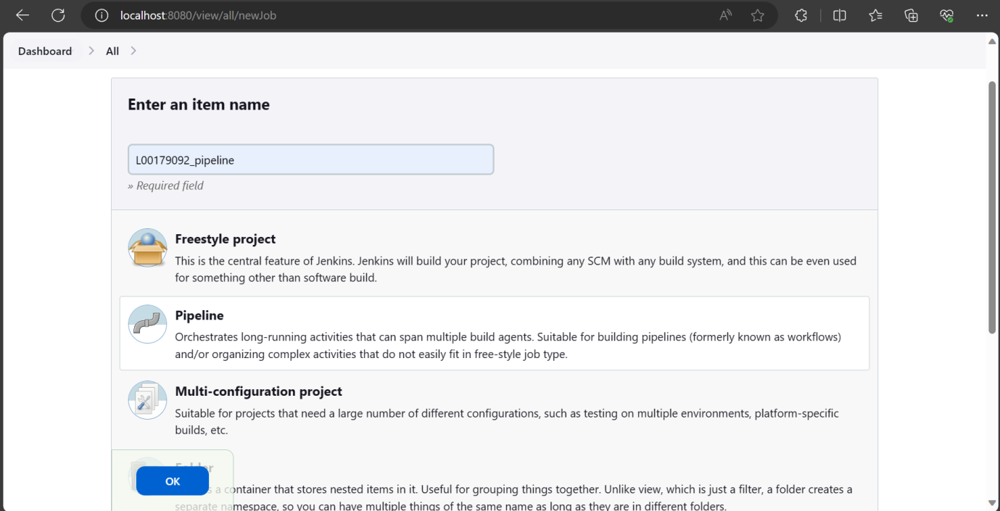 localhost:8080/view/all/newJob
Dashboard > All >
Enter an item name
L00179092_pipeline
» Required field
Freestyle project
This is the central feature of Jenkins. Jenkins will build your project, combining any SCM with any build system, and this can be even used
for something other than software build.
Pipeline
Orchestrates long-running activities that can span multiple build agents. Suitable for building pipelines (formerly known as workflows)
and/or organizing complex activities that do not easily fit in free-style job type.
Multi-configuration project
Suitable for projects that need a large number of different configurations, such as testing on multiple environments, platform-specific
builds, etc.
Folder
OK
a container that stores nested items in it. Useful for grouping things together. Unlike view, which is just a filter, a folder creates a
separate namespace, so you can have multiple things of the same name as long as they are in different folders.